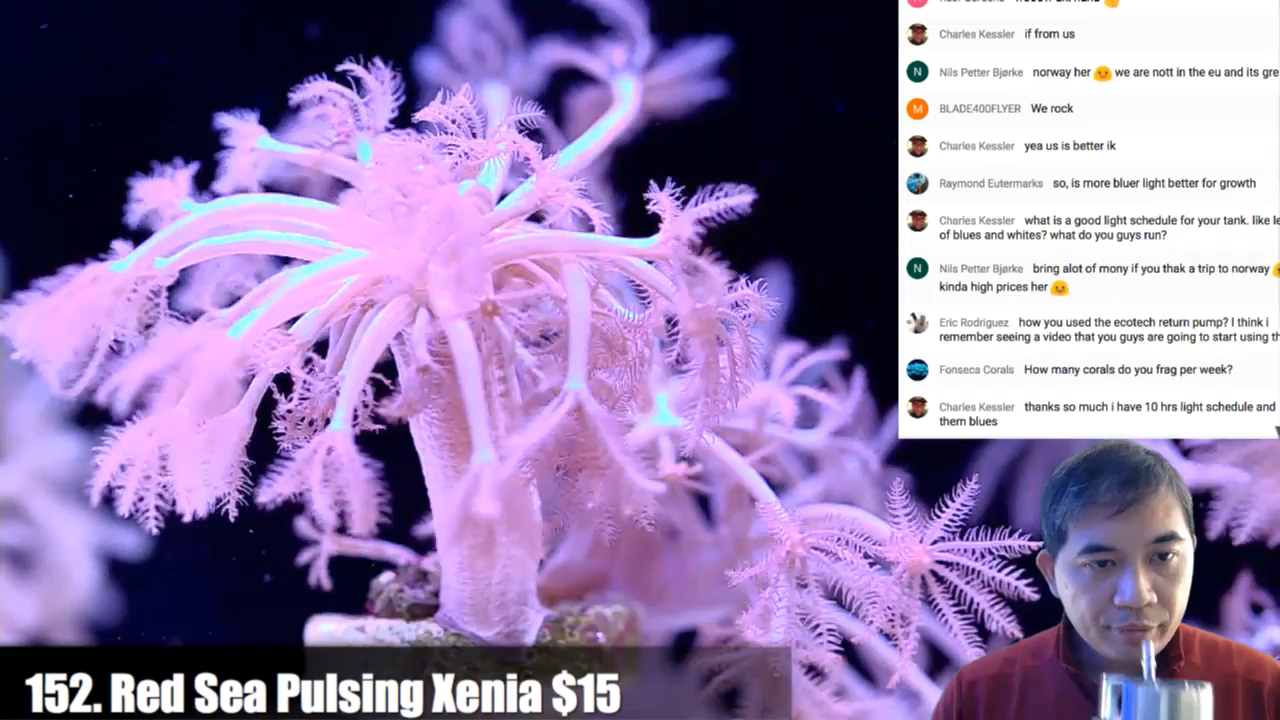 Charles Kessler if from us
N Nils Petter Bjørke norway her we are nott in the eu and its gre
M BLADE400FLYER We rock
Charles Kessler yea us is better ik
Raymond Eutermarks so, is more bluer light better for growth
Charles Kessler what is a good light schedule for your tank. like le
of blues and whites? what do you guys run?
N Nils Petter Bjørke bring alot of mony if you thak a trip to norway
kinda high prices her
Eric Rodriguez how you used the ecotech return pump? I think i
remember seeing a video that you guys are going to start using th
Fonseca Corals How many corals do you frag per week?
Charles Kessler thanks so much i have 10 hrs light schedule and
them blues
152. Red Sea Pulsing Xenia $15